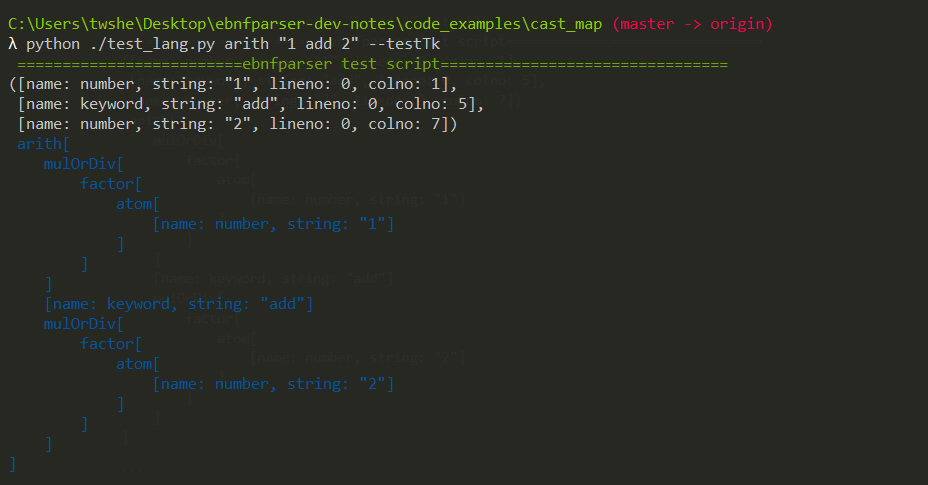 C:\Users\twshe\Desktop\ebnfparser-dev-notes\code_examples\cast_map (master -> origin)
λ python ./test_lang.py arith "1 add 2" --testTk
=========================ebnfparser test script================================
([name: number, string: "1", lineno: 0, colno: 1],
 [name: keyword, string: "add", lineno: 0, colno: 5],
 [name: number, string: "2", lineno: 0, colno: 7])
 arith[
    mulOrDiv[
        factor[
            atom[
                [name: number, string: "1"]
            ]
        ]
    ]
    [name: keyword, string: "add"]
    mulOrDiv[
        factor[
            atom[
                [name: number, string: "2"]
            ]
        ]
    ]
]